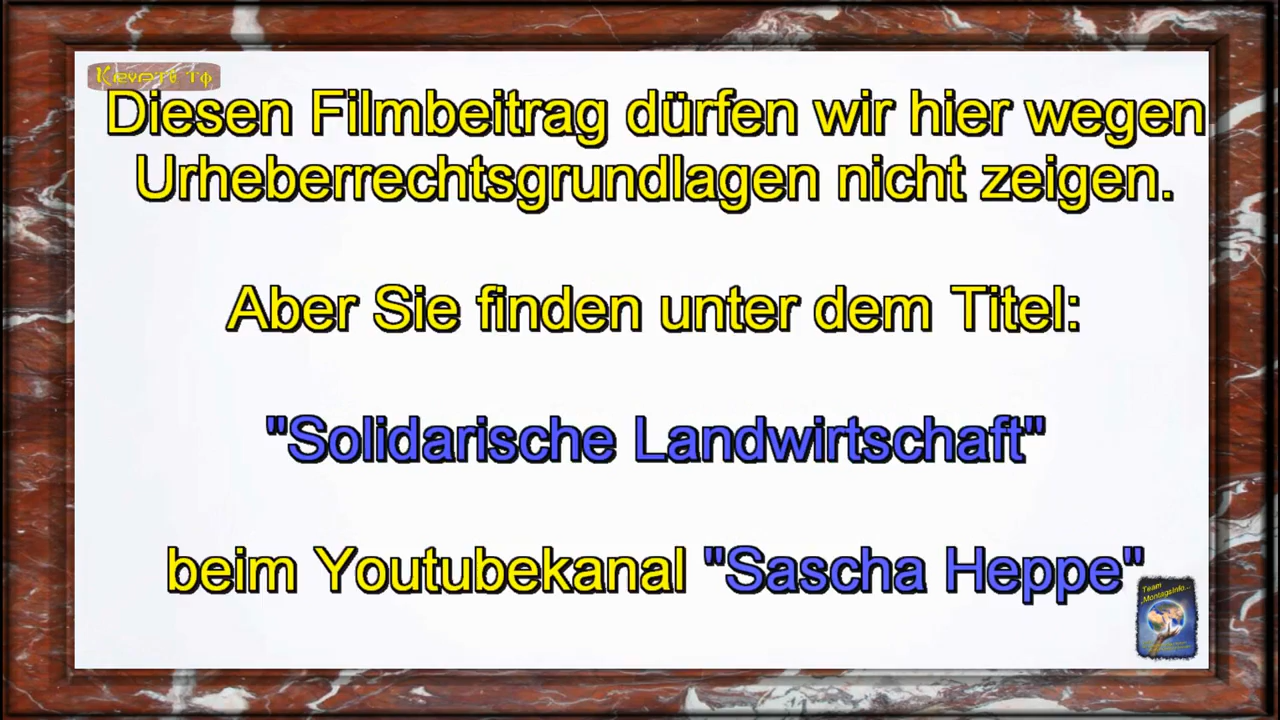 Diesen Filmbeitrag dürfen wir hier wegen
Urheberrechtsgrundlagen nicht zeigen.
Aber Sie finden unter dem Titel:
"Solidarische Landwirtschaft"
beim Youtubekanal "Sascha Heppe"
Team